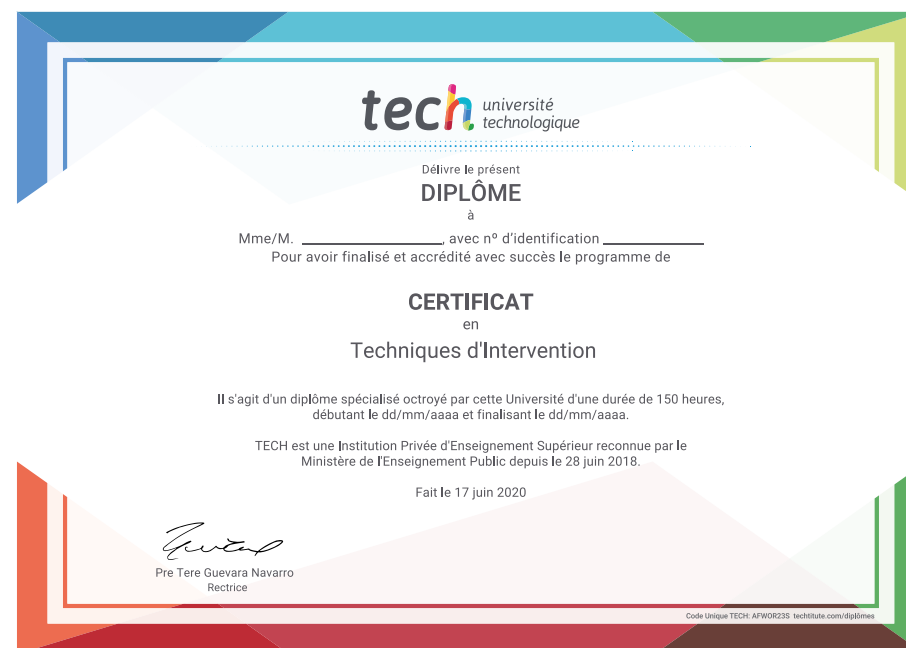 tech université
technologique
Délivre le présent
DIPLÔME
à
Mme/M. ____________, avec nº d’identification ____________
Pour avoir finalisé et accrédité avec succès le programme de
CERTIFICAT
en
Techniques d'Intervention
Il s'agit d'un diplôme spécialisé octroyé par cette Université d'une durée de 150 heures,
débutant le dd/mm/aaaa et finalisant le dd/mm/aaaa.
TECH est une Institution Privée d'Enseignement Supérieur reconnue par le
Ministère de l'Enseignement Public depuis le 28 juin 2018.
Fait le 17 juin 2020
Pre Tere Guevara Navarro
Rectrice
Code Unique TECH: AFWOR23S techtitute.com/diplômes